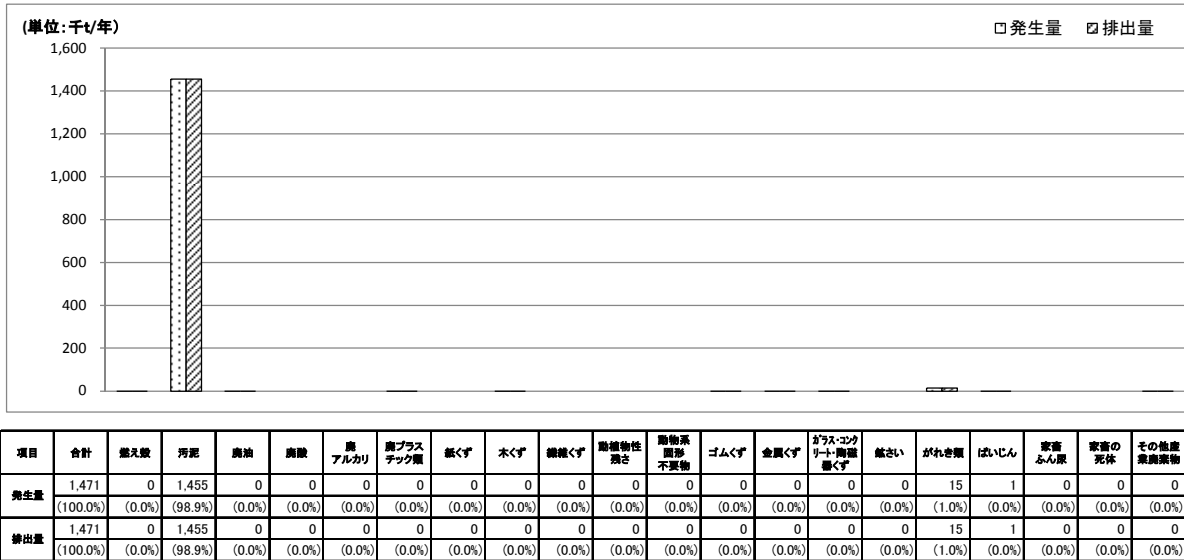 (単位:千t/年)
□発生量 □排出量
1,600
1,400
1,200
1,000
800
600
400
200
0
項目 合計 燃え殻 汚泥 廃油 廃酸 廃アルカリ 廃プラスチック類 紙くず 木くず 繊維くず 動植物性残さ 動物系固形不要物 ゴムくず 金属くず ガラス・コンクリート・陶磁器くず 鉱さい がれき類 ばいじん 家畜ふん尿 家畜の死体 その他産業廃棄物
発生量 1,471 0 1,455 0 0 0 0 0 0 0 0 0 0 0 0 0 15 1 0 0 0
(100.0%) (0.0%) (98.9%) (0.0%) (0.0%) (0.0%) (0.0%) (0.0%) (0.0%) (0.0%) (0.0%) (0.0%) (0.0%) (0.0%) (0.0%) (0.0%) (1.0%) (0.0%) (0.0%) (0.0%) (0.0%)
排出量 1,471 0 1,455 0 0 0 0 0 0 0 0 0 0 0 0 0 15 1 0 0 0
(100.0%) (0.0%) (98.9%) (0.0%) (0.0%) (0.0%) (0.0%) (0.0%) (0.0%) (0.0%) (0.0%) (0.0%) (0.0%) (0.0%) (0.0%) (0.0%) (1.0%) (0.0%) (0.0%) (0.0%) (0.0%)